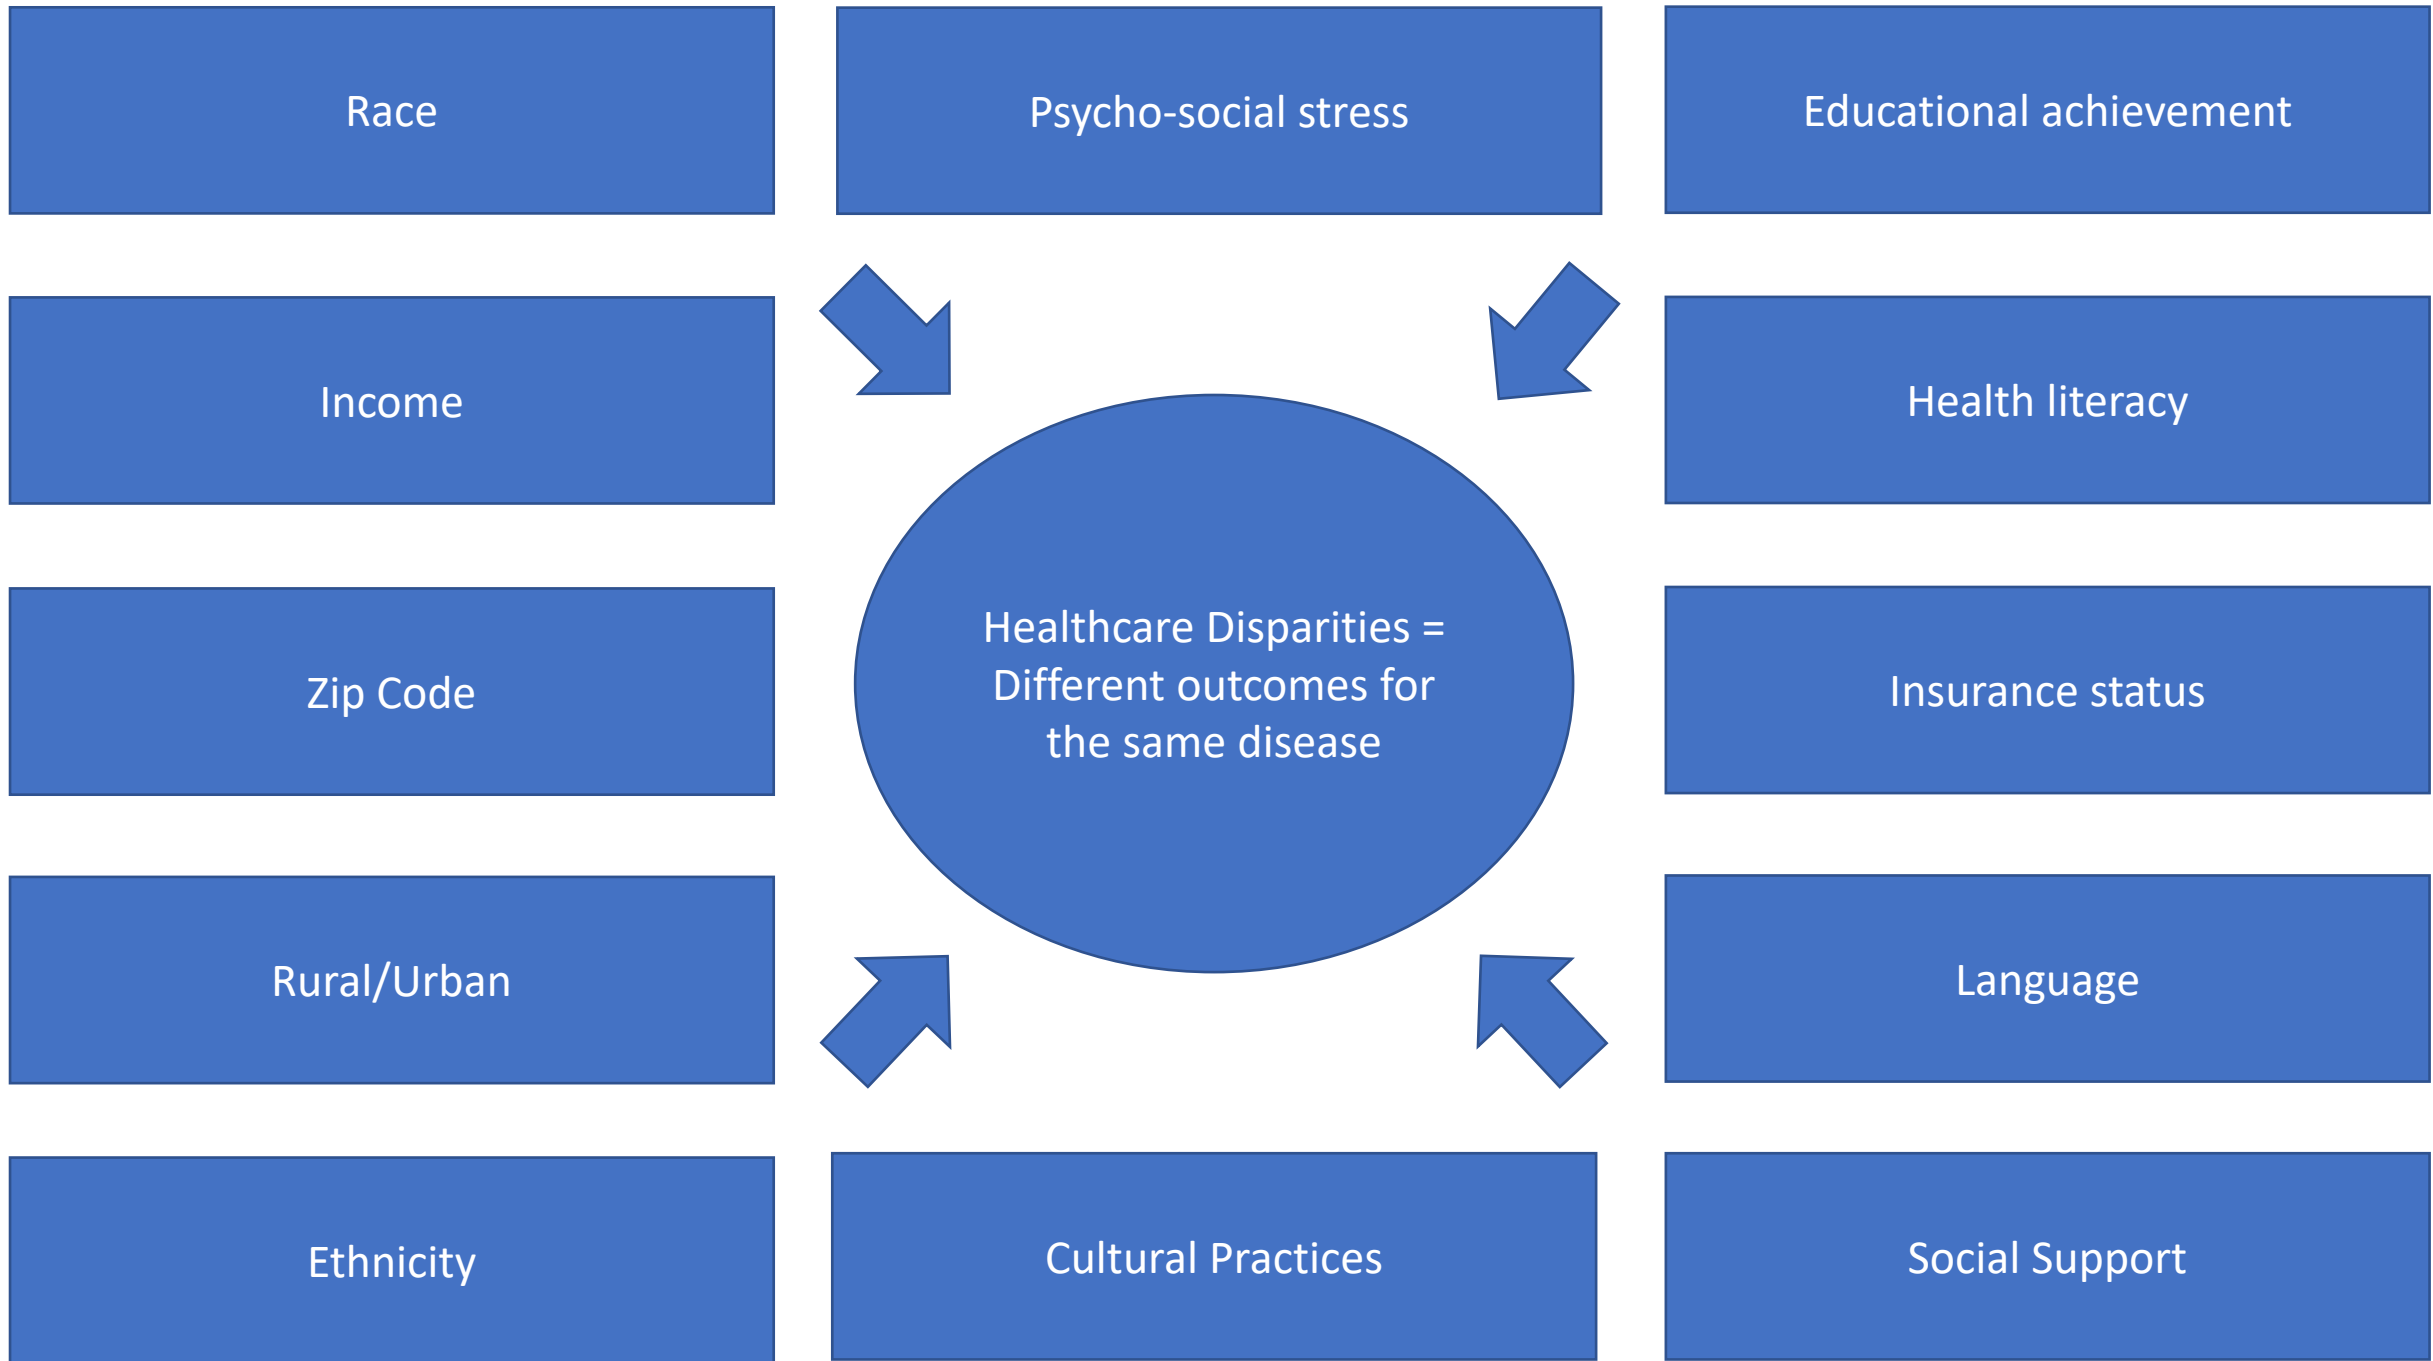 Race
Psycho-social stress
Educational achievement
Income
Health literacy
Healthcare Disparities =
Different outcomes for
the same disease
Zip Code
Insurance status
Rural/Urban
Language
Ethnicity
Cultural Practices
Social Support